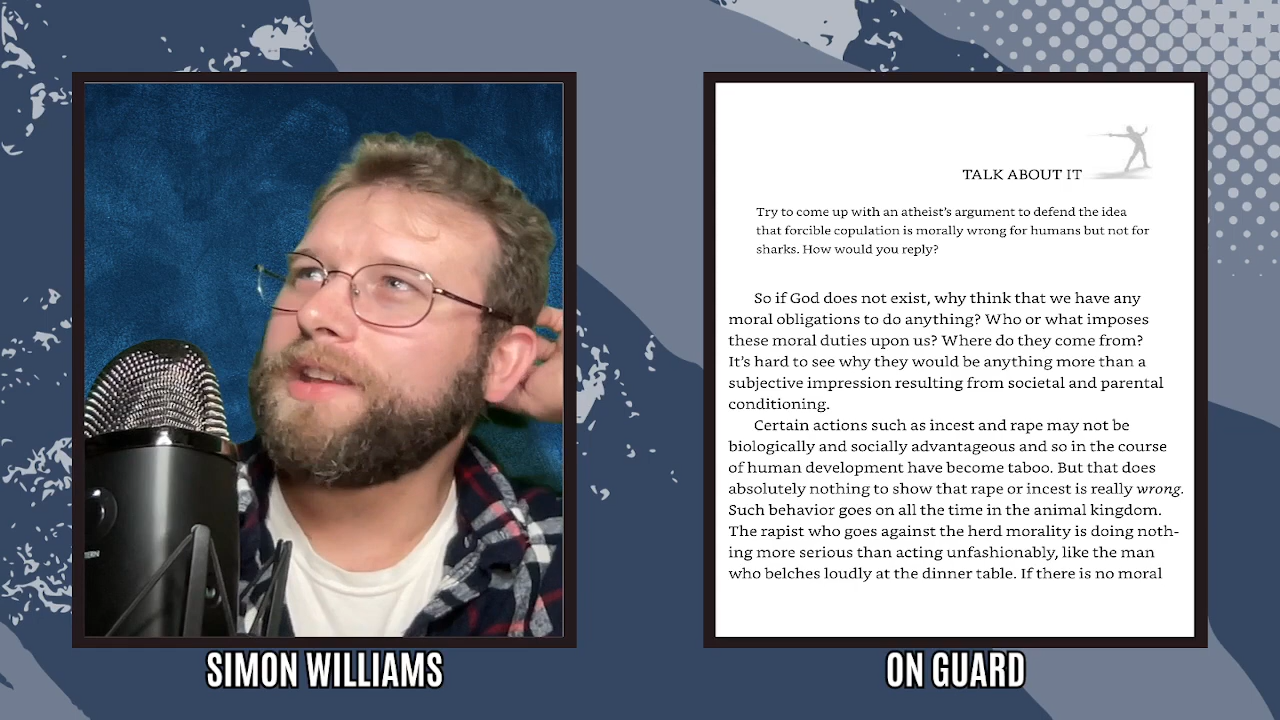 TALK ABOUT IT
Try to come up with an atheist's argument to defend the idea
that forcible copulation is morally wrong for humans but not for
sharks. How would you reply?
So if God does not exist, why think that we have any
moral obligations to do anything? Who or what imposes
these moral duties upon us? Where do they come from?
It's hard to see why they would be anything more than a
subjective impression resulting from societal and parental
conditioning.
Certain actions such as incest and rape may not be
biologically and socially advantageous and so in the course
of human development have become taboo. But that does
absolutely nothing to show that rape or incest is really wrong.
Such behavior goes on all the time in the animal kingdom.
The rapist who goes against the herd morality is doing noth-
ing more serious than acting unfashionably, like the man
who belches loudly at the dinner table. If there is no moral
SIMON WILLIAMS
ON GUARD